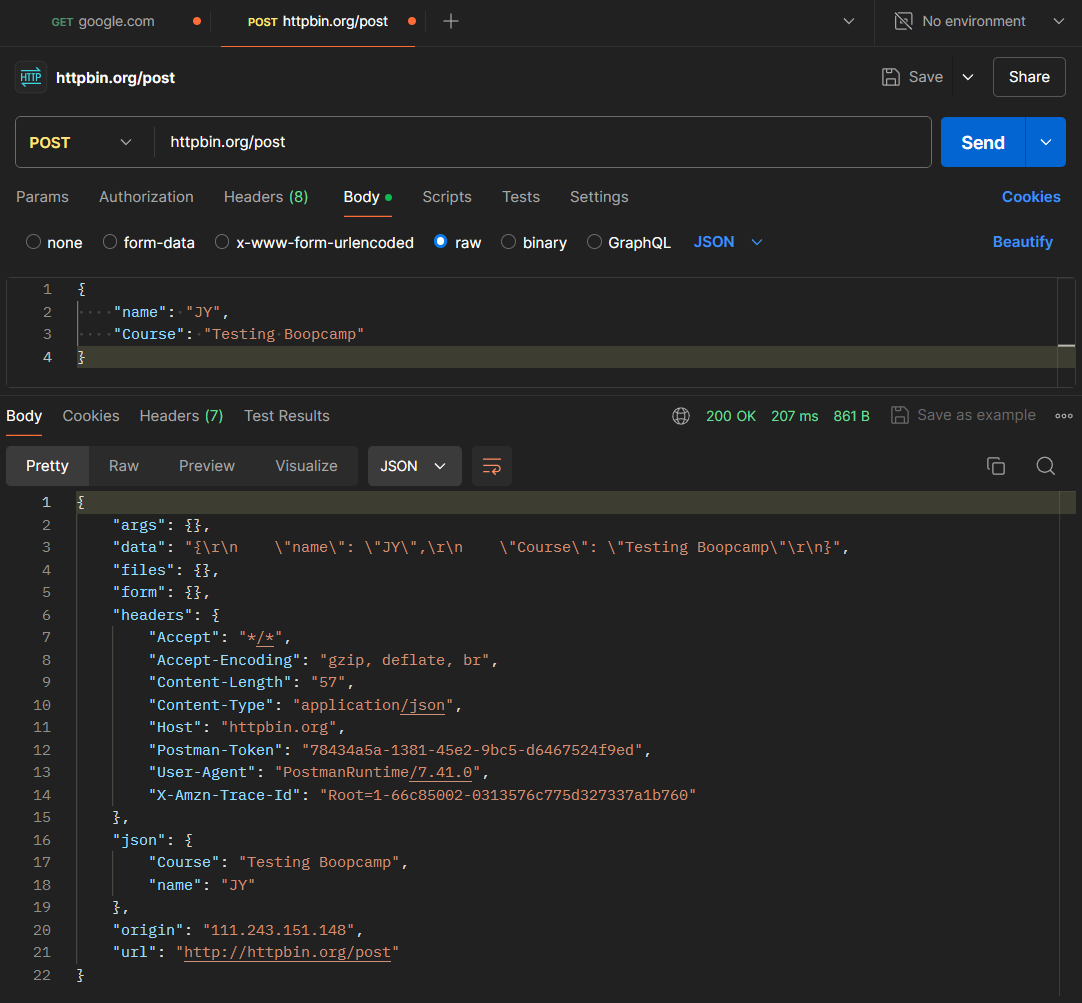 GET google.com POST httpbin.org/post No environment
HTTP httpbin.org/post Save Share
POST httpbin.org/post Send
Params Authorization Headers (8) Body Scripts Tests Settings Cookies
none form-data x-www-form-urlencoded raw binary GraphQL JSON Beautify
1 {
2 "name": "JY",
3 "Course": "Testing Boopcamp"
4 }
Body Cookies Headers (7) Test Results 200 OK 207 ms 861 B Save as example
Pretty Raw Preview Visualize JSON
1 {
2 "args": {},
3 "data": "{\r\n    \"name\": \"JY\",\r\n    \"Course\": \"Testing Boopcamp\"\r\n}",
4 "files": {},
5 "form": {},
6 "headers": {
7 "Accept": "*/*",
8 "Accept-Encoding": "gzip, deflate, br",
9 "Content-Length": "57",
10 "Content-Type": "application/json",
11 "Host": "httpbin.org",
12 "Postman-Token": "78434a5a-1381-45e2-9bc5-d6467524f9ed",
13 "User-Agent": "PostmanRuntime/7.41.0",
14 "X-Amzn-Trace-Id": "Root=1-66c85002-0313576c775d327337a1b760"
15 },
16 "json": {
17 "Course": "Testing Boopcamp",
18 "name": "JY"
19 },
20 "origin": "111.243.151.148",
21 "url": "http://httpbin.org/post"
22 }